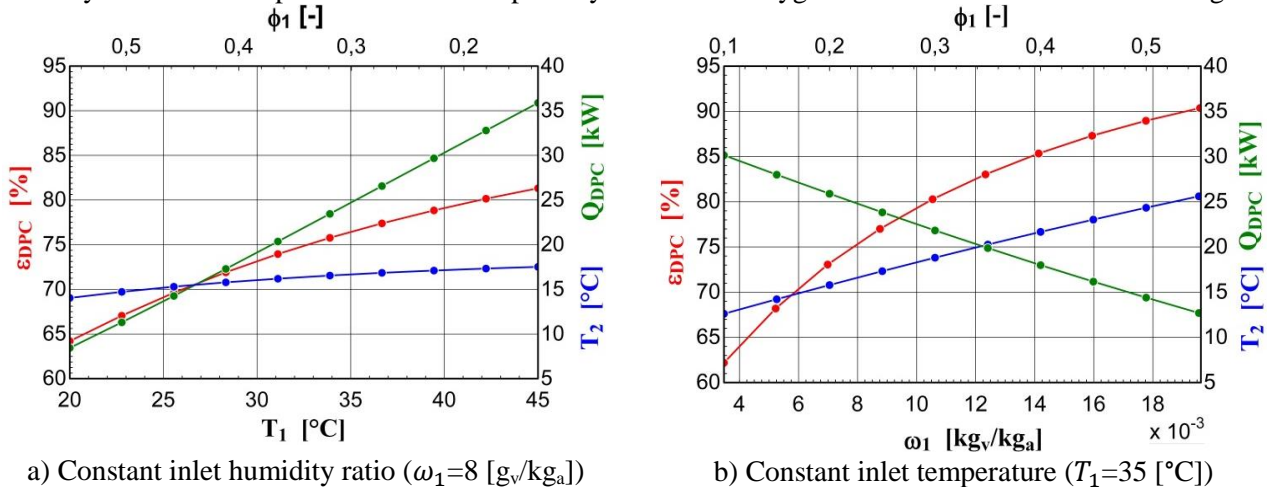 ϕ1 [-]
0,5 0,4 0,3 0,2
95 90 85 80 75 70 65 60
εDPC [%]
40 35 30 25 20 15 10 5
QDPC [kW]
T2 [°C]
20 25 30 35 40 45
T1 [°C]
a) Constant inlet humidity ratio (ω1=8 [gv/kga])
ϕ1 [-]
0,1 0,2 0,3 0,4 0,5
95 90 85 80 75 70 65 60
εDPC [%]
40 35 30 25 20 15 10 5
QDPC [kW]
T2 [°C]
4 6 8 10 12 14 16 18
x 10-3
ω1 [kgv/kga]
b) Constant inlet temperature (T1=35 [°C])